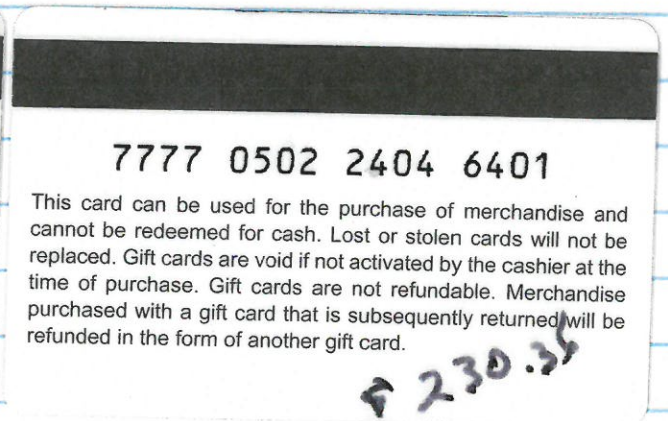 7777 0502 2404 6401
This card can be used for the purchase of merchandise and
cannot be redeemed for cash. Lost or stolen cards will not be
replaced. Gift cards are void if not activated by the cashier at the
time of purchase. Gift cards are not refundable. Merchandise
purchased with a gift card that is subsequently returned will be
refunded in the form of another gift card.